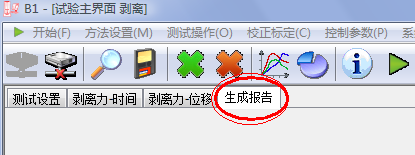 B1 - [试验主界面 剥离]
开始(F) 方法设置(M) 测试操作(O) 校正标定(C) 控制参数(P) 系
测试设置 剥离力-时间 剥离力-位移 生成报告